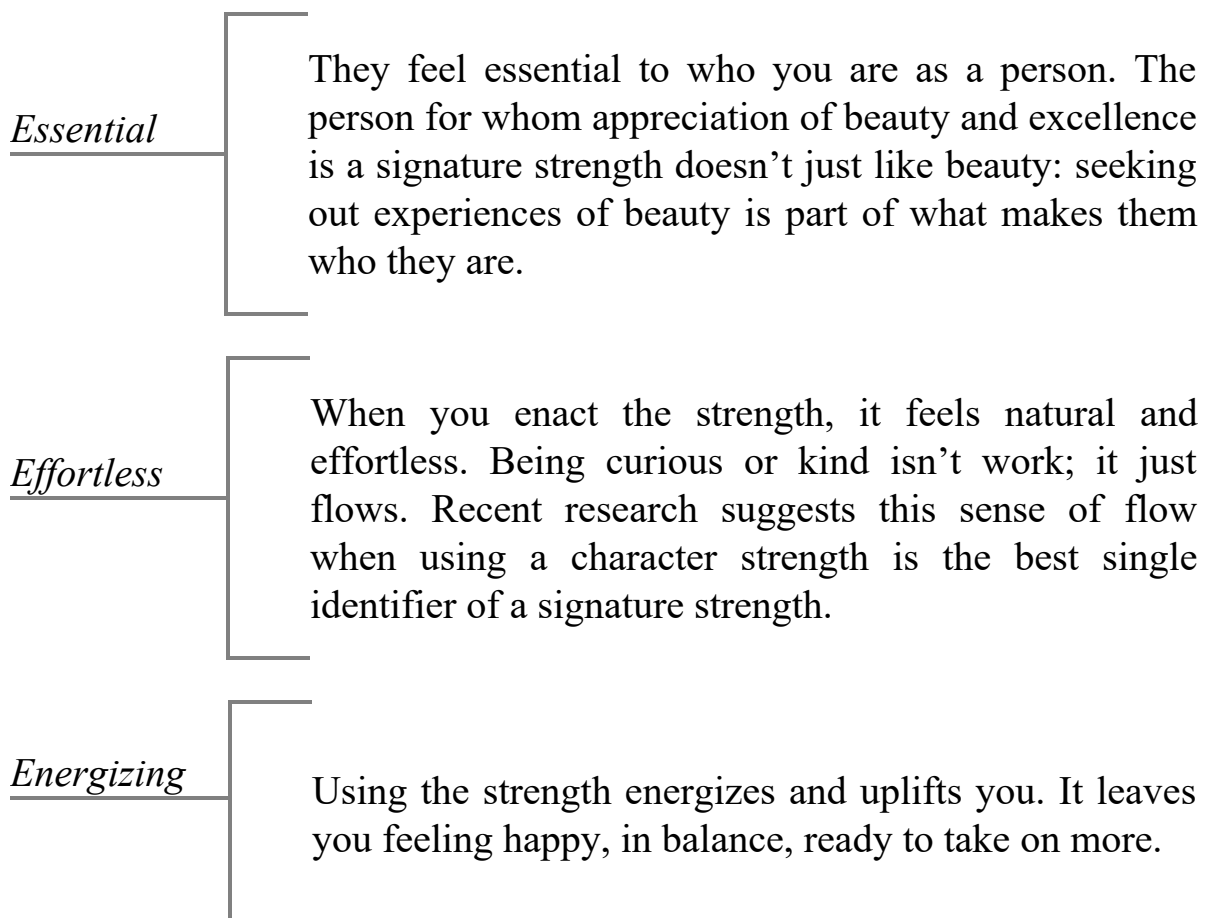 Essential
They feel essential to who you are as a person. The
person for whom appreciation of beauty and excellence
is a signature strength doesn’t just like beauty: seeking
out experiences of beauty is part of what makes them
who they are.
Effortless
When you enact the strength, it feels natural and
effortless. Being curious or kind isn’t work; it just
flows. Recent research suggests this sense of flow
when using a character strength is the best single
identifier of a signature strength.
Energizing
Using the strength energizes and uplifts you. It leaves
you feeling happy, in balance, ready to take on more.